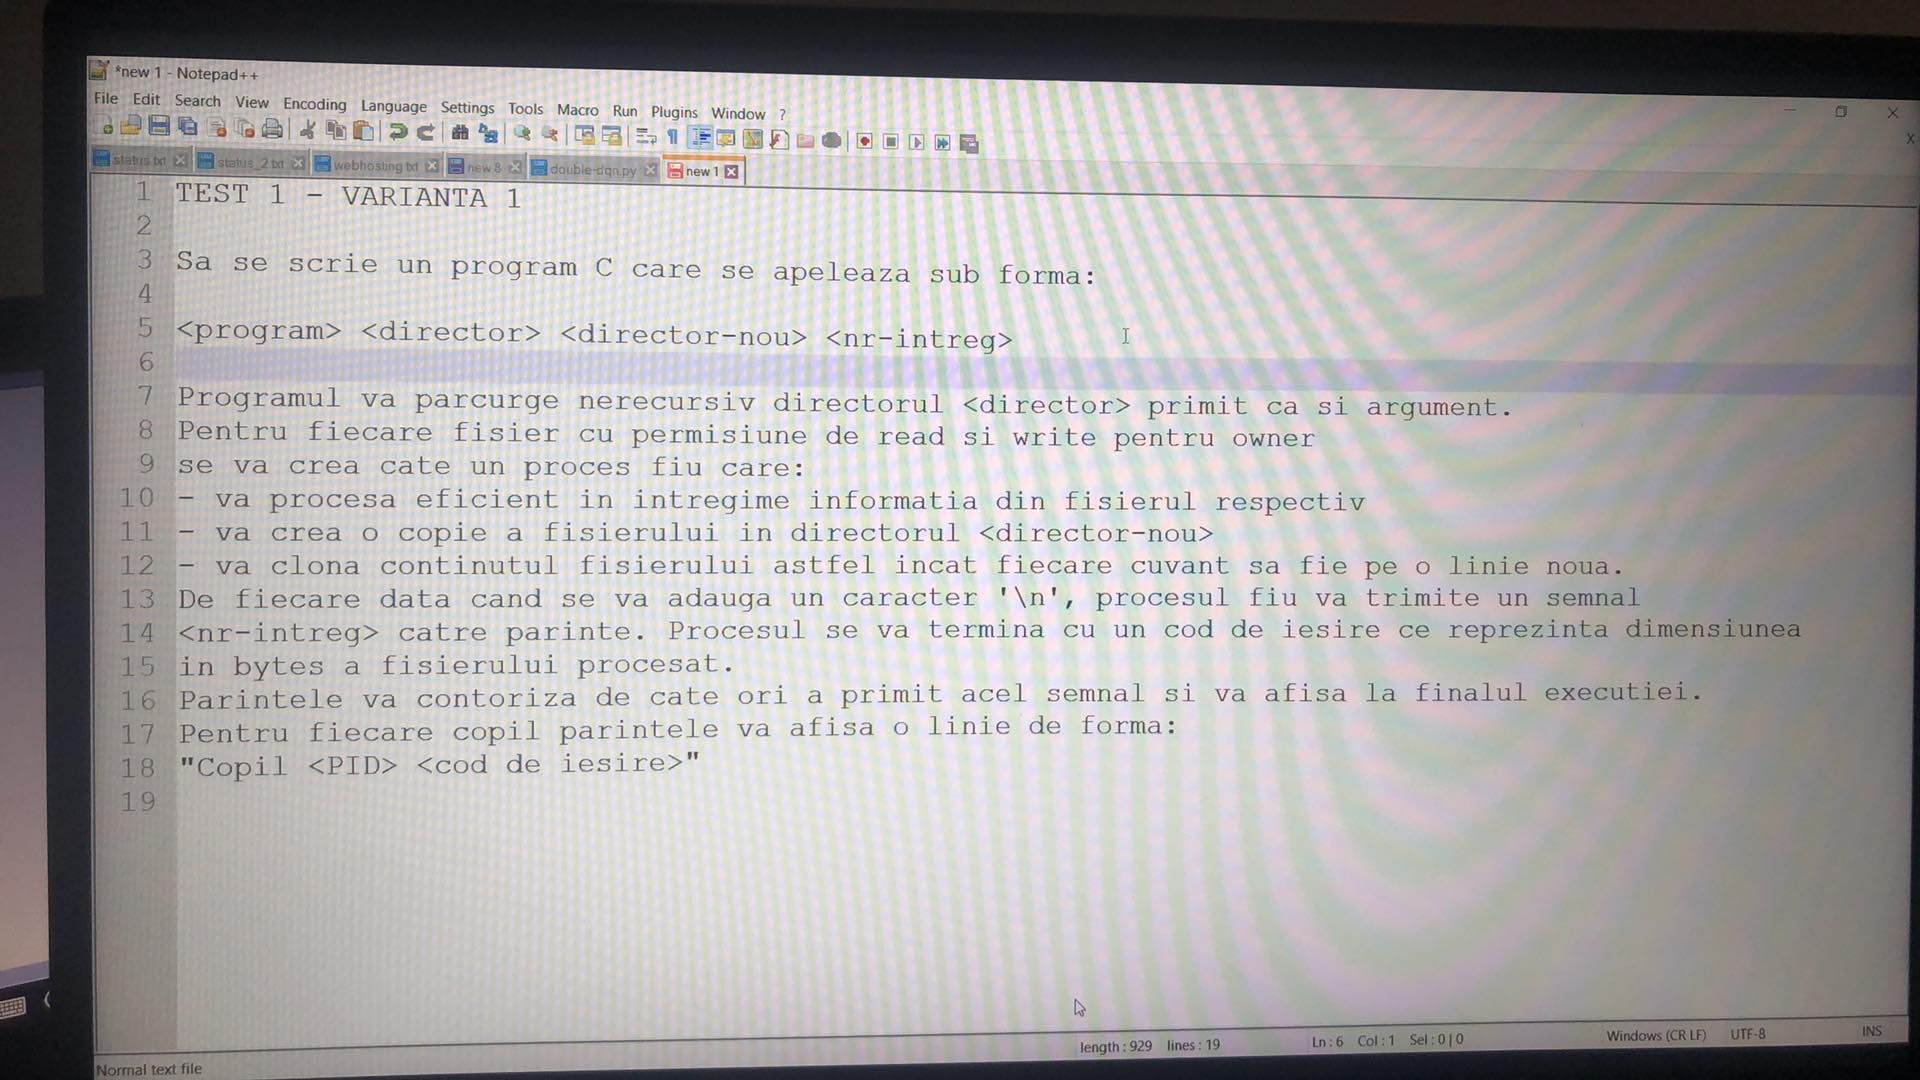 *new 1 - Notepad++
File Edit Search View Encoding Language Settings Tools Macro Run Plugins Window ?
status.txt status_2.txt webhosting.txt new 8 double-dqn.py new 1
1 TEST 1 - VARIANTA 1
2
3 Sa se scrie un program C care se apeleaza sub forma:
4
5 <program> <director> <director-nou> <nr-intreg>
6
7 Programul va parcurge nerecursiv directorul <director> primit ca si argument.
8 Pentru fiecare fisier cu permisiune de read si write pentru owner
9 se va crea cate un proces fiu care:
10 - va procesa eficient in intregime informatia din fisierul respectiv
11 - va crea o copie a fisierului in directorul <director-nou>
12 - va clona continutul fisierului astfel incat fiecare cuvant sa fie pe o linie noua.
13 De fiecare data cand se va adauga un caracter '\n', procesul fiu va trimite un semnal
14 <nr-intreg> catre parinte. Procesul se va termina cu un cod de iesire ce reprezinta dimensiunea
15 in bytes a fisierului procesat.
16 Parintele va contoriza de cate ori a primit acel semnal si va afisa la finalul executiei.
17 Pentru fiecare copil parintele va afisa o linie de forma:
18 "Copil <PID> <cod de iesire>"
19
Normal text file length : 929 lines : 19 Ln : 6 Col : 1 Sel : 0 | 0 Windows (CR LF) UTF-8 INS